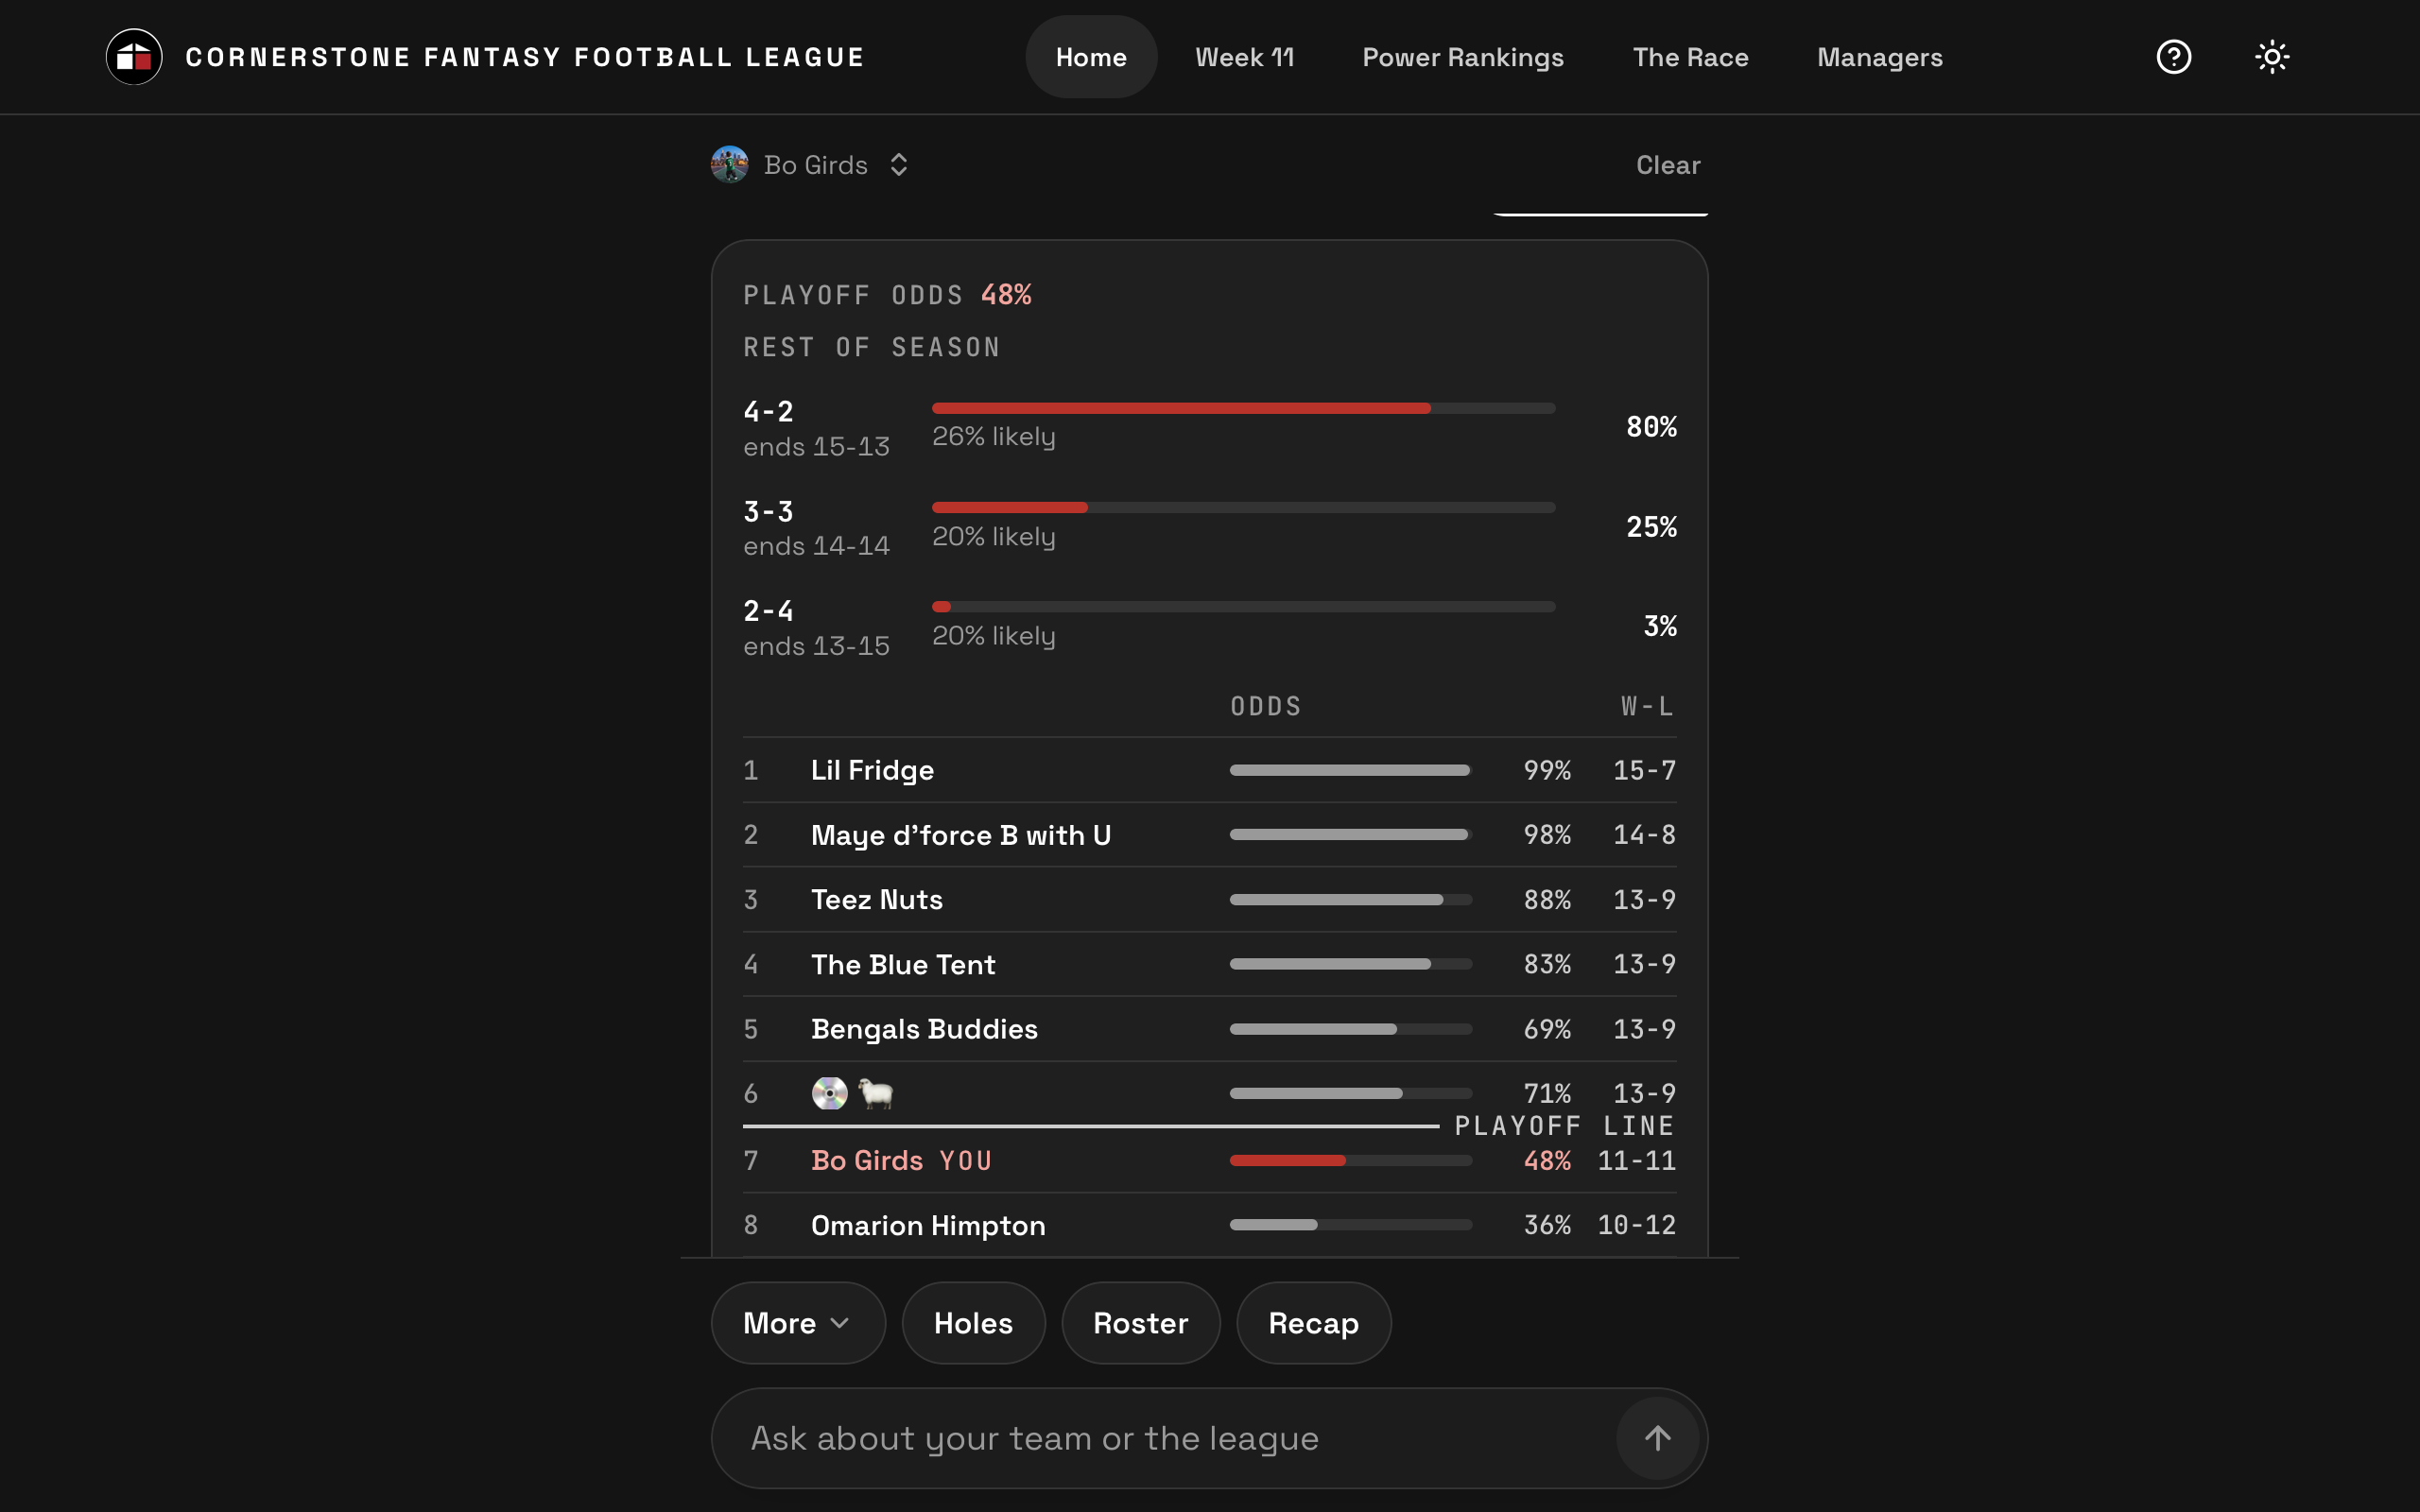 CORNERSTONE FANTASY FOOTBALL LEAGUE Home Week 11 Power Rankings The Race Managers
Bo Girds Clear
PLAYOFF ODDS 48%
REST OF SEASON
4-2
ends 15-13
26% likely
80%
3-3
ends 14-14
20% likely
25%
2-4
ends 13-15
20% likely
3%
ODDS W-L
1 Lil Fridge 99% 15-7
2 Maye d’force B with U 98% 14-8
3 Teez Nuts 88% 13-9
4 The Blue Tent 83% 13-9
5 Bengals Buddies 69% 13-9
6 💿 🐑 71% 13-9
PLAYOFF LINE
7 Bo Girds YOU 48% 11-11
8 Omarion Himpton 36% 10-12
More Holes Roster Recap
Ask about your team or the league